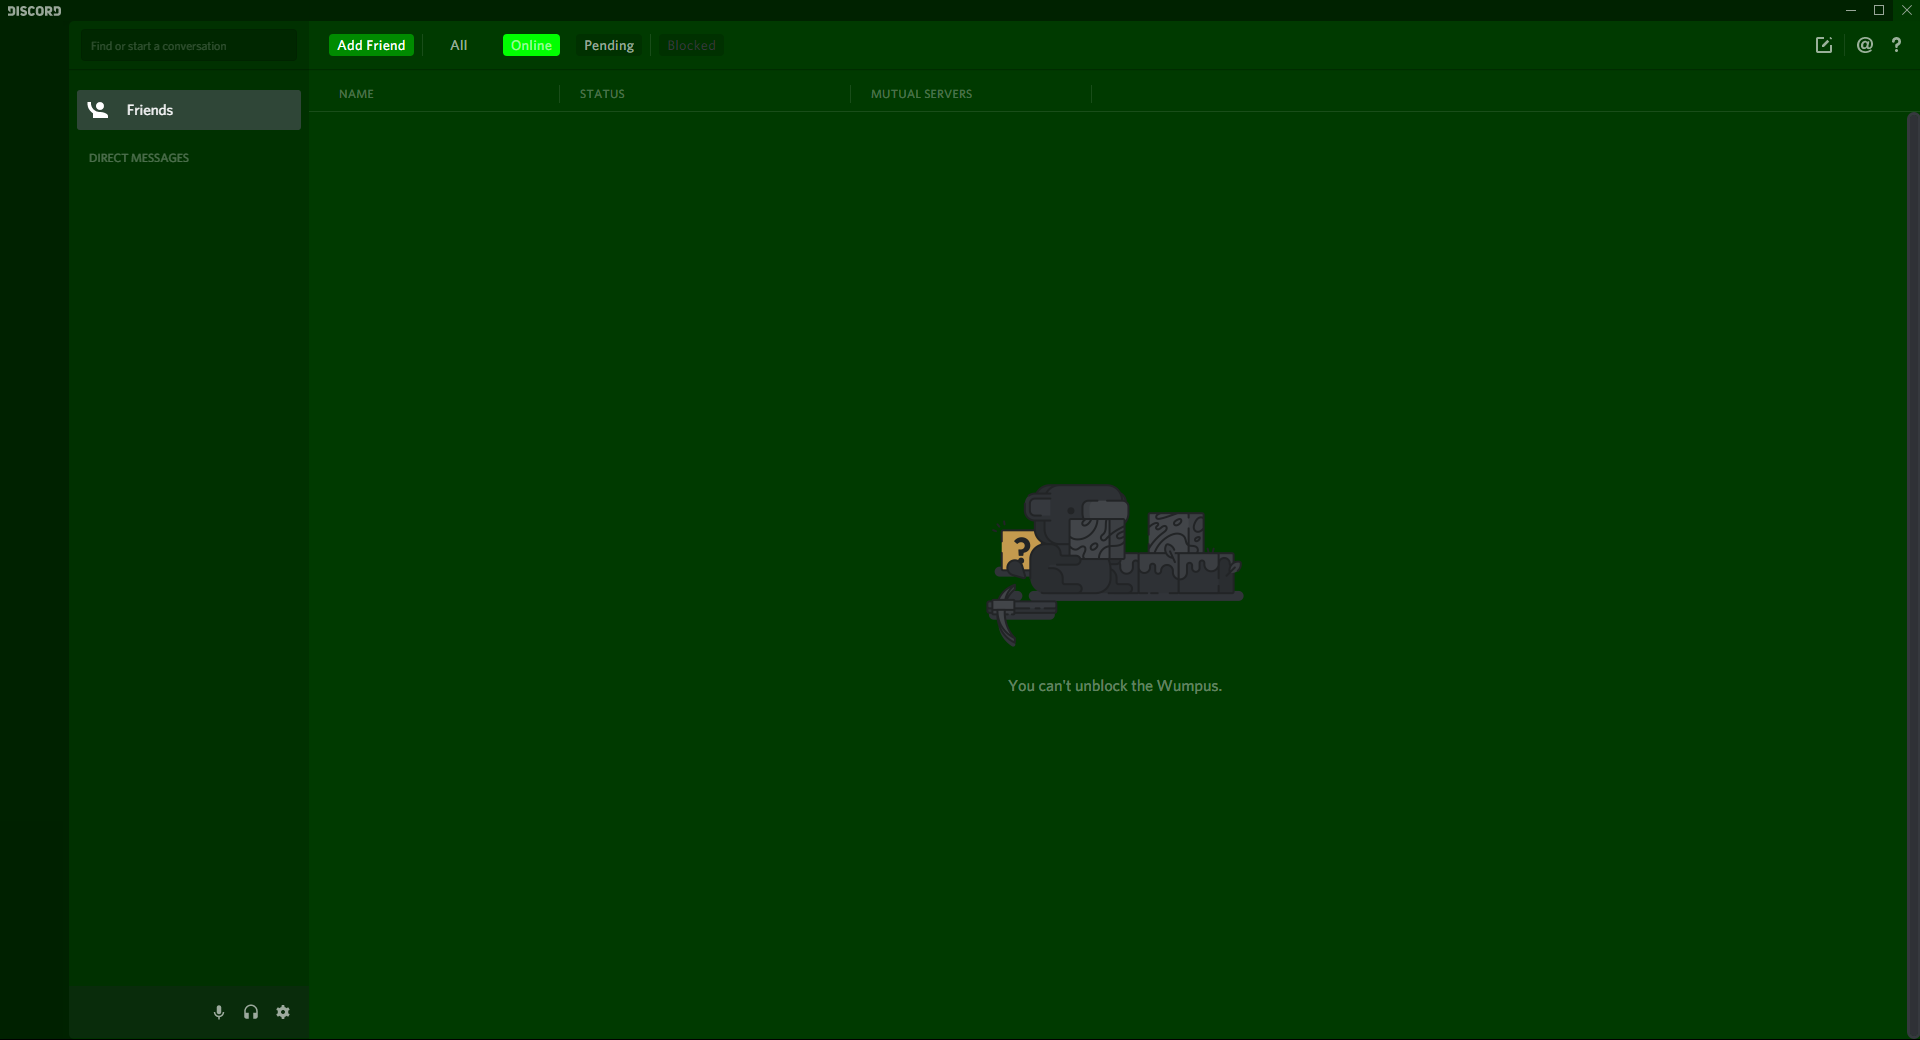 DISCORD
Find or start a conversation
Add Friend
All
Online
Pending
Blocked
@
?
Friends
NAME
STATUS
MUTUAL SERVERS
DIRECT MESSAGES
?
You can't unblock the Wumpus.